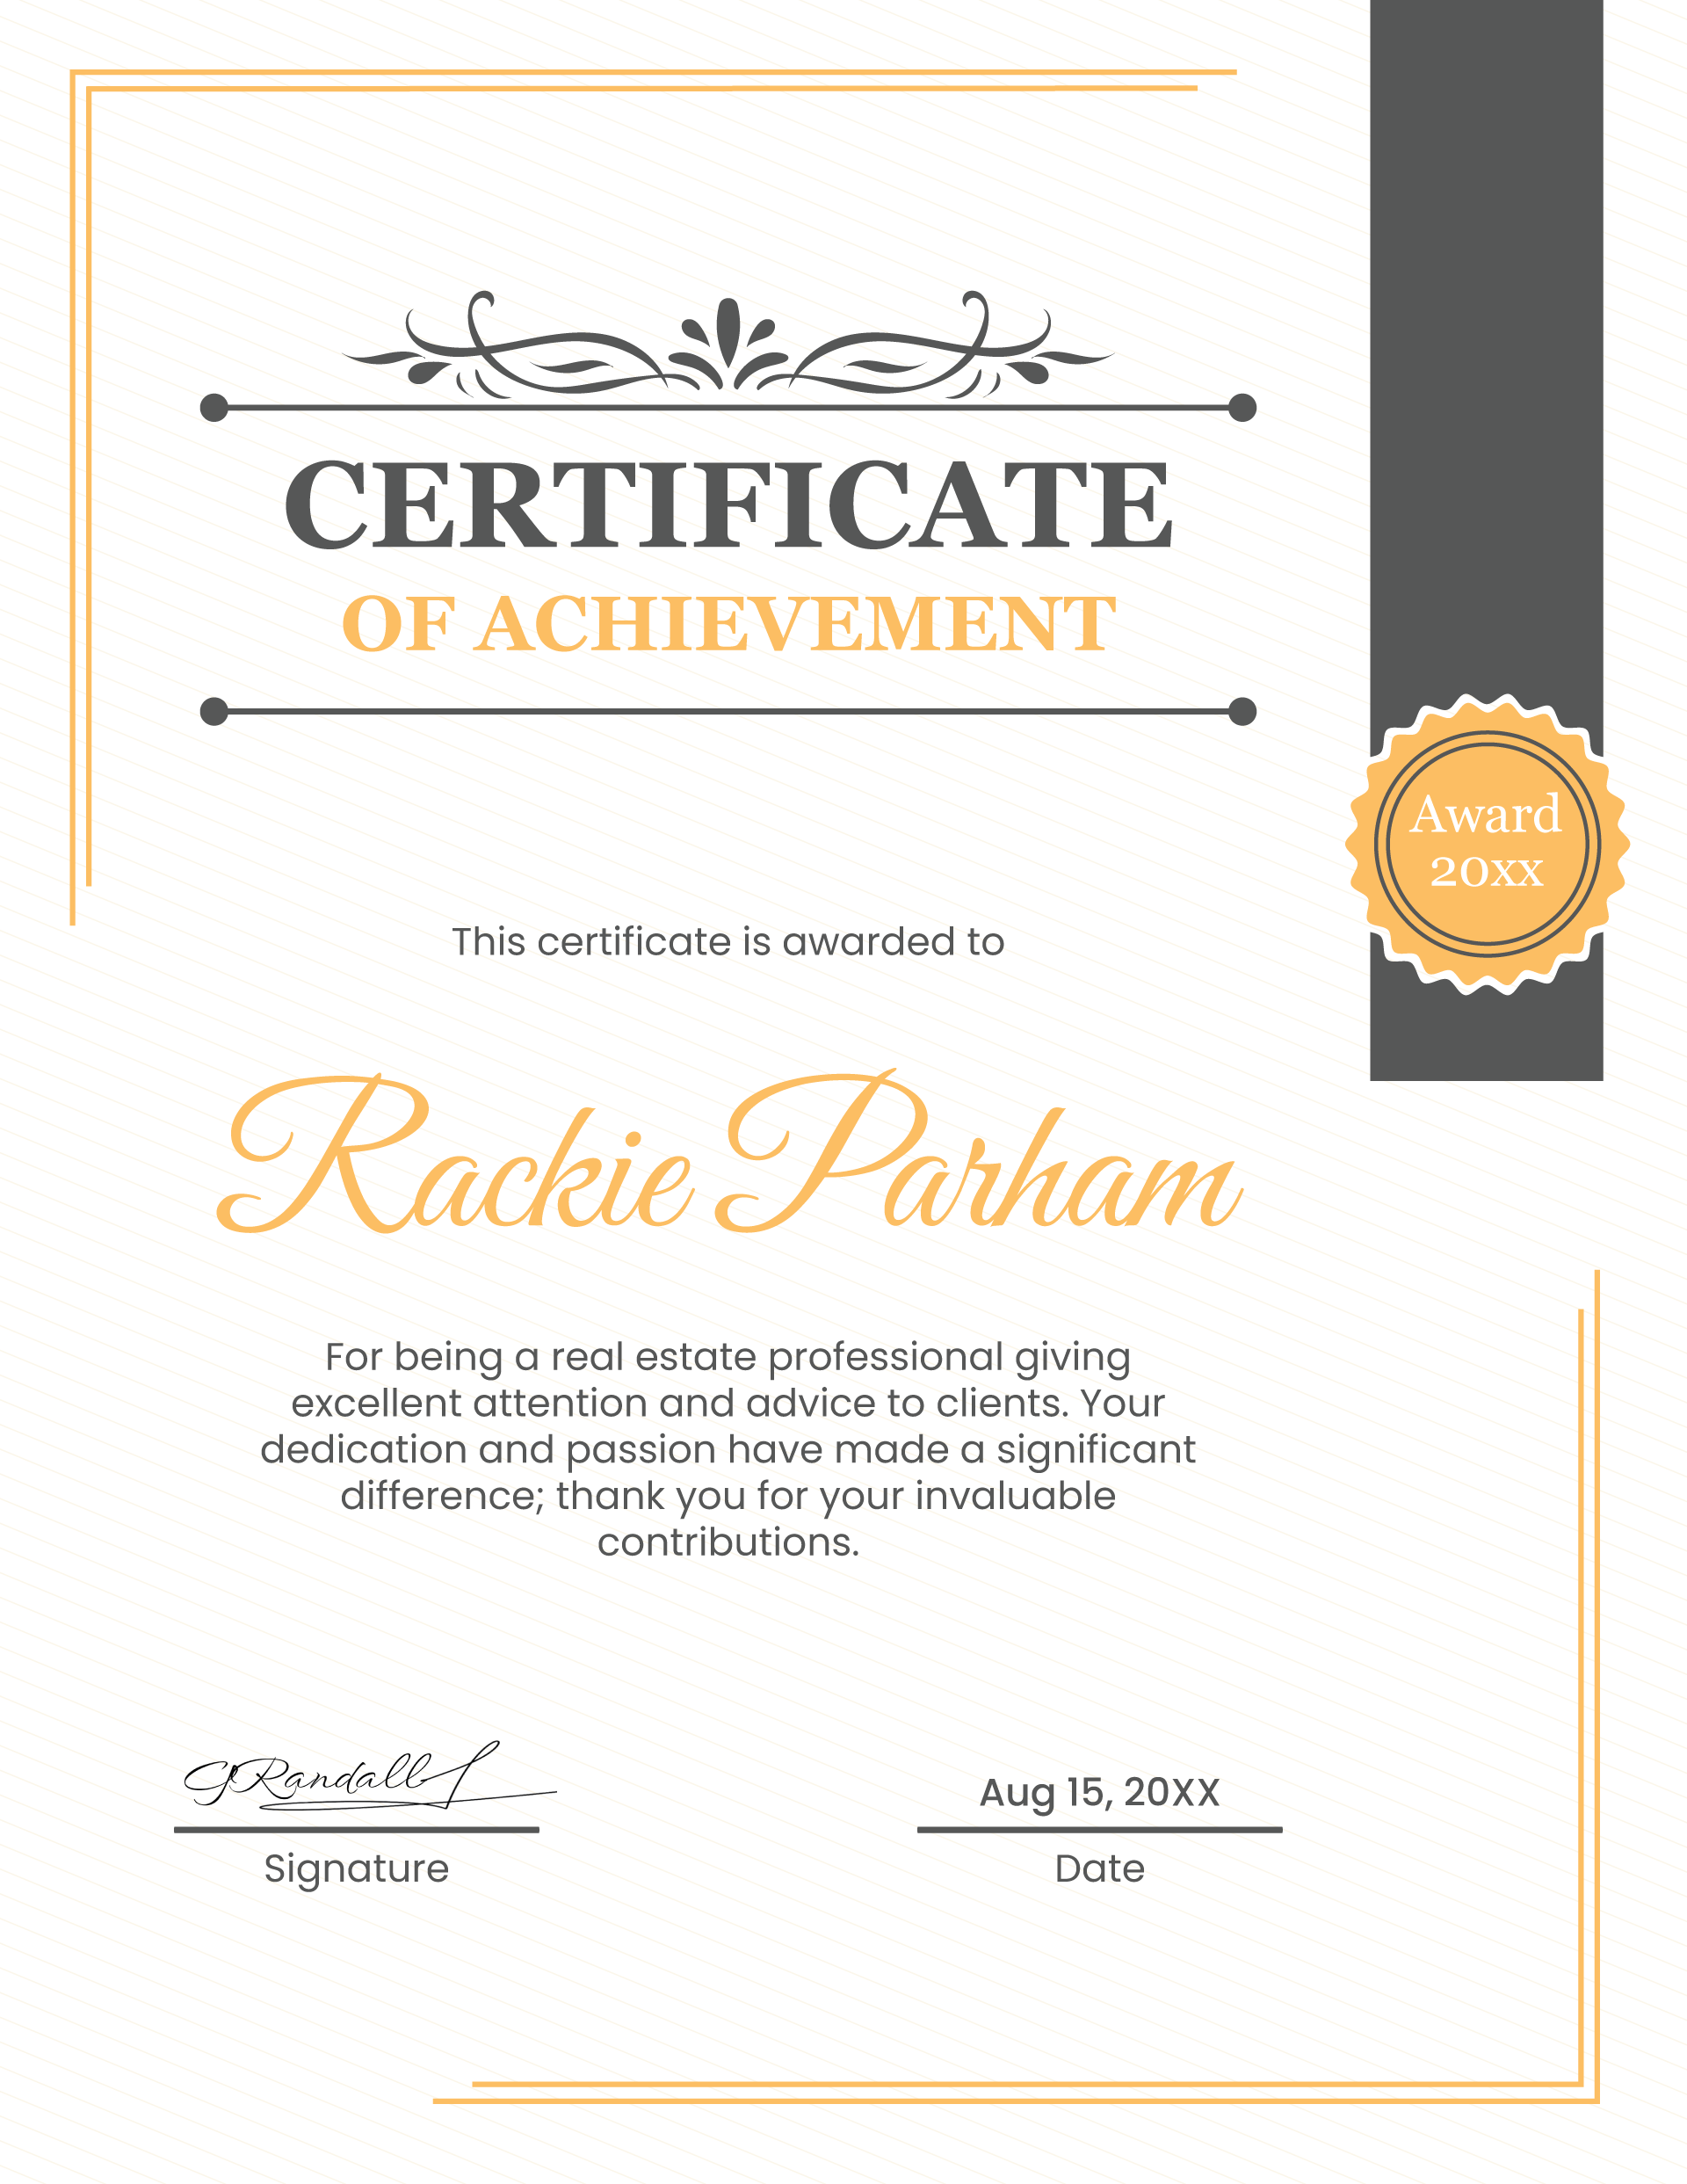 CERTIFICATE
OF ACHIEVEMENT
Award
20xx
This certificate is awarded to
Rackie Parham
For being a real estate professional giving
excellent attention and advice to clients. Your
dedication and passion have made a significant
difference; thank you for your invaluable
contributions.
GRandall
Aug 15, 20XX
Signature
Date